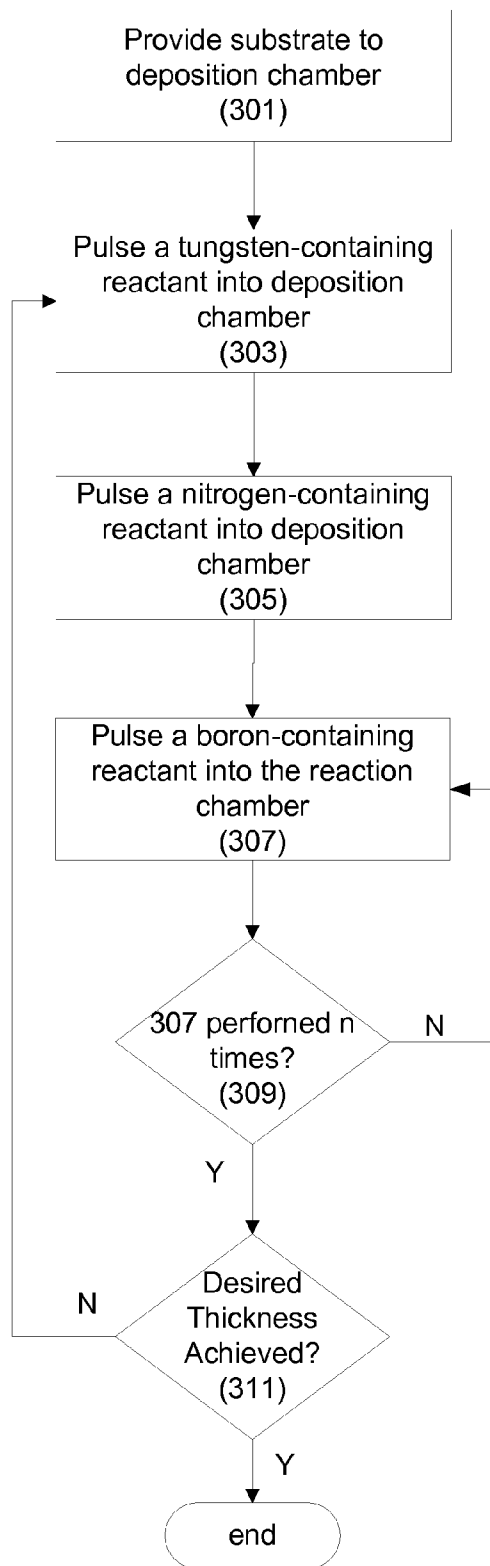 Provide substrate to
deposition chamber
(301)
Pulse a tungsten-containing
reactant into deposition
chamber
(303)
Pulse a nitrogen-containing
reactant into deposition
chamber
(305)
Pulse a boron-containing
reactant into the reaction
chamber
(307)
307 perforned n
times?
(309)
N
Y
Desired
Thickness
Achieved?
(311)
N
Y
end